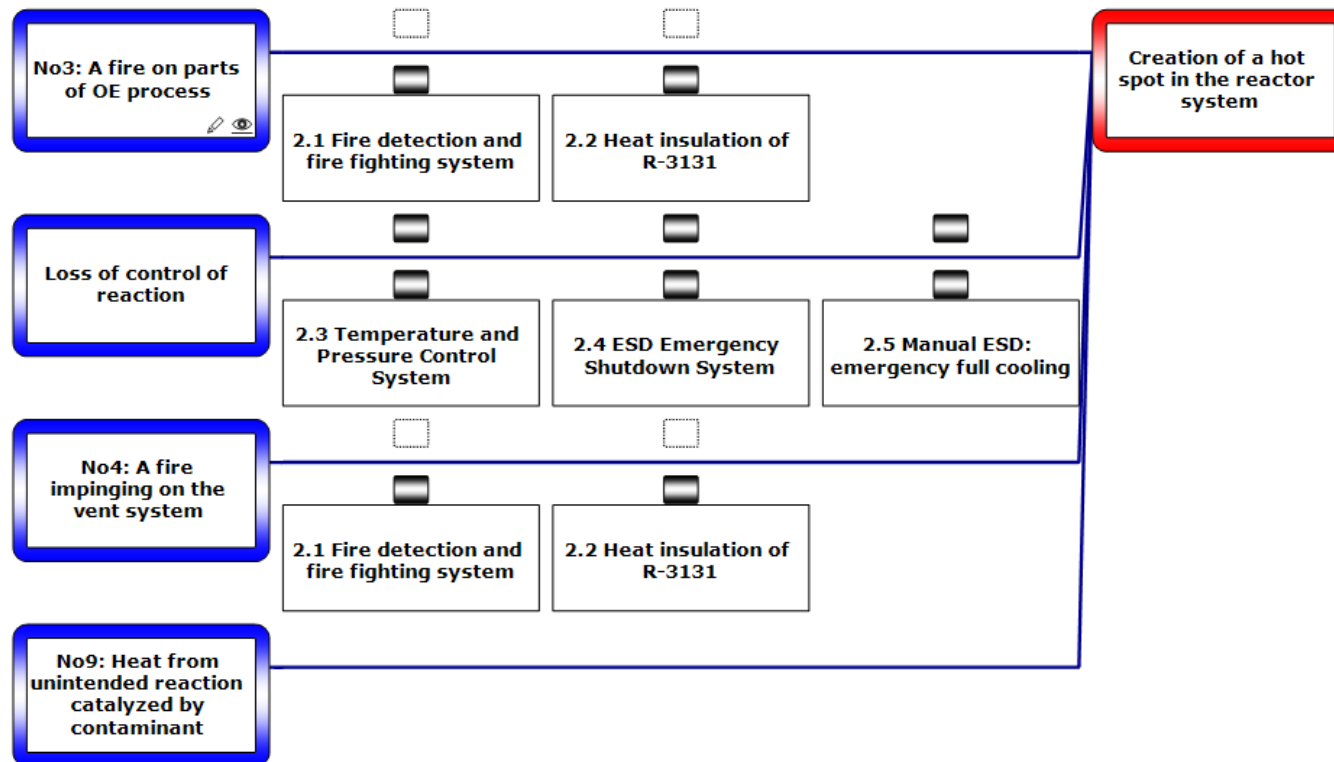 No3: A fire on parts
of OE process
Creation of a hot
spot in the reactor
system
2.1 Fire detection and
fire fighting system
2.2 Heat insulation of
R-3131
Loss of control of
reaction
2.3 Temperature and
Pressure Control
System
2.4 ESD Emergency
Shutdown System
2.5 Manual ESD:
emergency full cooling
No4: A fire
impinging on the
vent system
2.1 Fire detection and
fire fighting system
2.2 Heat insulation of
R-3131
No9: Heat from
unintended reaction
catalyzed by
contaminant